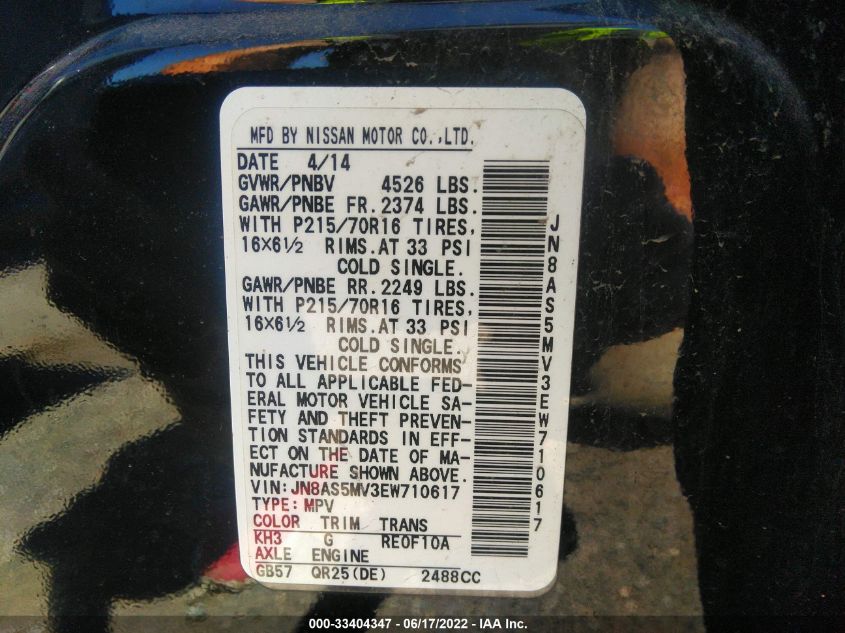 MFD BY NISSAN MOTOR CO.,LTD.
DATE 4/14
GVWR/PNBV 4526 LBS.
GAWR/PNBE FR.2374 LBS.
WITH P215/70R16 TIRES,
16X6½ RIMS.AT 33 PSI
COLD SINGLE.
GAWR/PNBE RR.2249 LBS.
WITH P215/70R16 TIRES,
16X6½ RIMS.AT 33 PSI
COLD SINGLE.
THIS VEHICLE CONFORMS
TO ALL APPLICABLE FED-
ERAL MOTOR VEHICLE SA-
FETY AND THEFT PREVEN-
TION STANDARDS IN EFF-
ECT ON THE DATE OF MA-
NUFACTURE SHOWN ABOVE.
VIN:JN8AS5MV3EW710617
TYPE:MPV
COLOR TRIM TRANS
KH3 G RE0F10A
AXLE ENGINE
GB57 QR25(DE) 2488CC
JN8AS5MV3EW710617
000-33404347 - 06/17/2022 - IAA Inc.